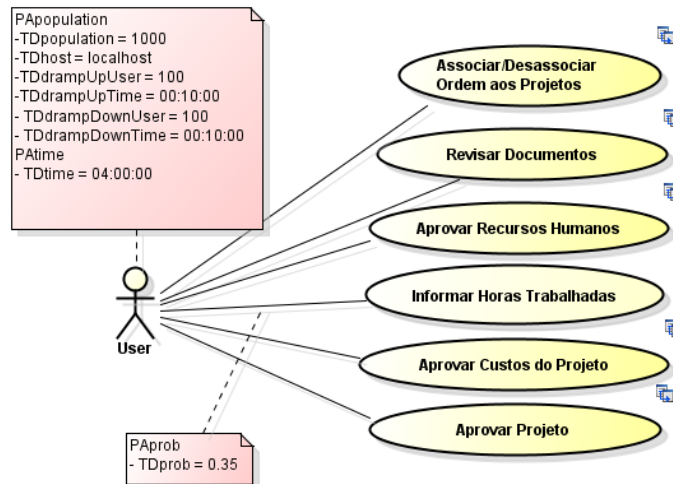 PApopulation
-TDpopulation = 1000
-TDhost = localhost
-TDdrampUpUser = 100
-TDdrampUpTime = 00:10:00
- TDdrampDownUser = 100
- TDdrampDownTime = 00:10:00
PAtime
- TDtime = 04:00:00
Associar/Desassociar
Ordem aos Projetos
Revisar Documentos
Aprovar Recursos Humanos
Informar Horas Trabalhadas
User
Aprovar Custos do Projeto
Aprovar Projeto
PAprob
- TDprob = 0.35